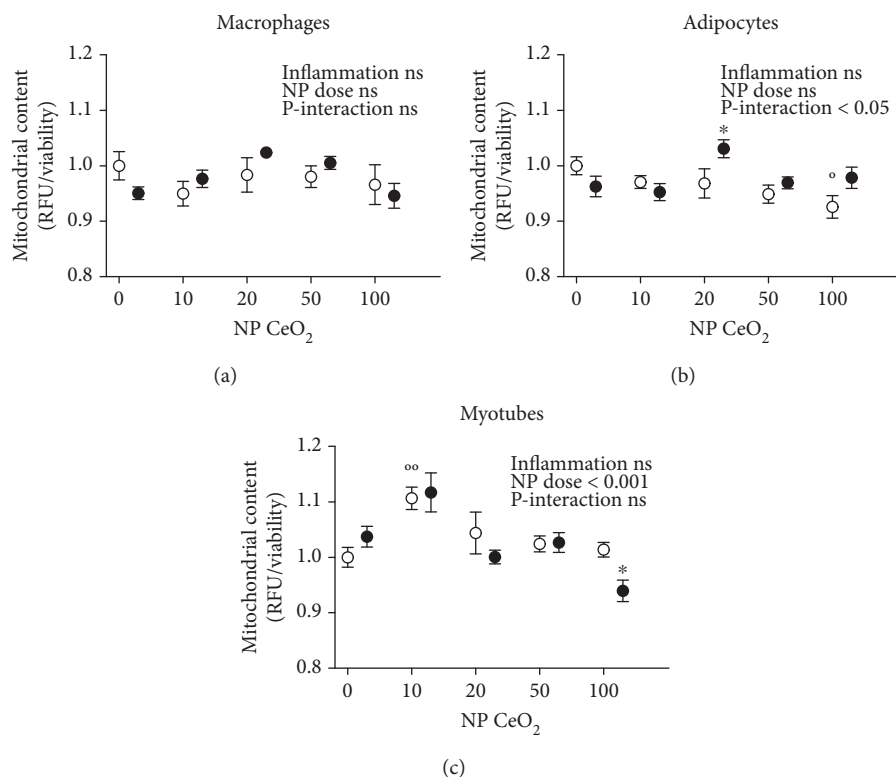 Macrophages
Mitochondrial content
(RFU/viability)
1.2
1.1
1.0
0.9
0.8
Inflammation ns
NP dose ns
P-interaction ns
0 10 20 50 100
NP CeO2
(a)
Adipocytes
Mitochondrial content
(RFU/viability)
1.2
1.1
1.0
0.9
0.8
Inflammation ns
NP dose ns
P-interaction < 0.05
*
o
0 10 20 50 100
NP CeO2
(b)
Myotubes
Mitochondrial content
(RFU/viability)
1.2
1.1
1.0
0.9
0.8
oo
Inflammation ns
NP dose < 0.001
P-interaction ns
*
0 10 20 50 100
NP CeO2
(c)